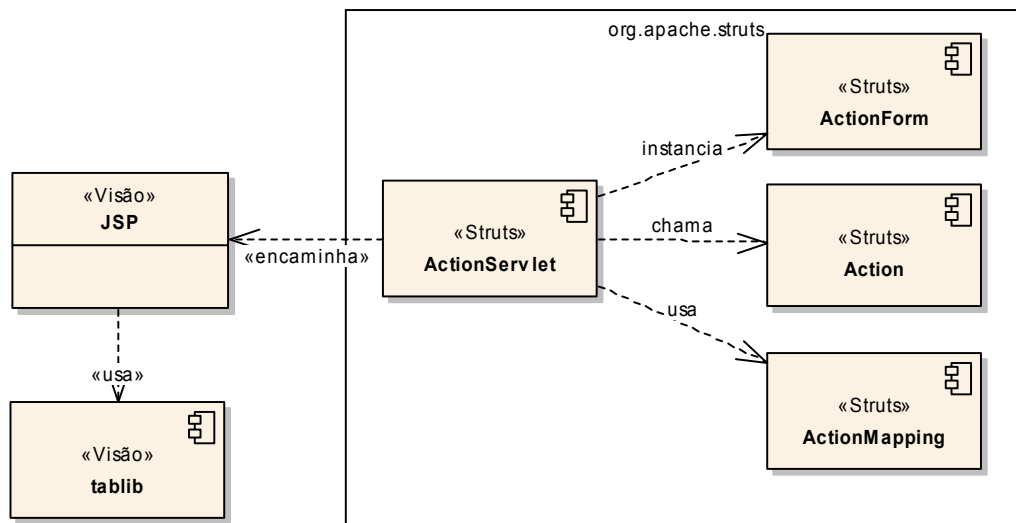 org.apache.struts
«Struts»
ActionForm
instancia
«Visão»
JSP
«Struts»
ActionServlet
chama
«Struts»
Action
«encaminha»
usa
«usa»
«Struts»
ActionMapping
«Visão»
tablib